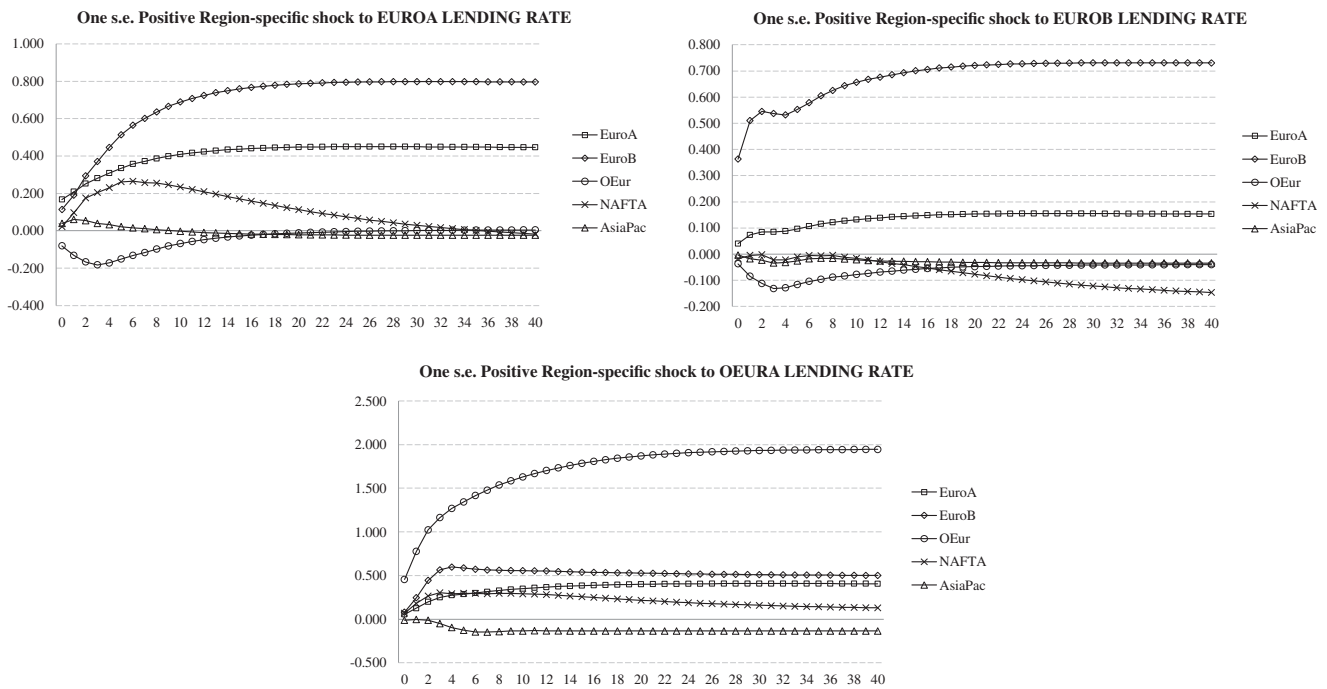 One s.e. Positive Region-specific shock to EUROA LENDING RATE
1.000
0.800
0.600
0.400
0.200
0.000
-0.200
-0.400
0 2 4 6 8 10 12 14 16 18 20 22 24 26 28 30 32 34 36 38 40
EuroA
EuroB
OEur
NAFTA
AsiaPac
One s.e. Positive Region-specific shock to EUROB LENDING RATE
0.800
0.700
0.600
0.500
0.400
0.300
0.200
0.100
0.000
-0.100
-0.200
0 2 4 6 8 10 12 14 16 18 20 22 24 26 28 30 32 34 36 38 40
EuroA
EuroB
OEur
NAFTA
AsiaPac
One s.e. Positive Region-specific shock to OEURA LENDING RATE
2.500
2.000
1.500
1.000
0.500
0.000
-0.500
0 2 4 6 8 10 12 14 16 18 20 22 24 26 28 30 32 34 36 38 40
EuroA
EuroB
OEur
NAFTA
AsiaPac